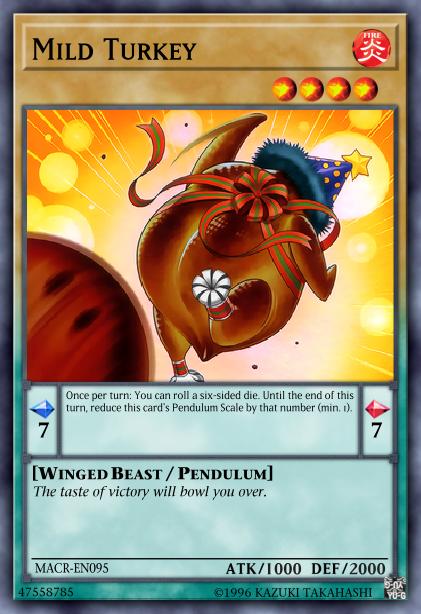 MILD TURKEY
FIRE
炎
Once per turn: You can roll a six-sided die. Until the end of this
turn, reduce this card's Pendulum Scale by that number (min. 1).
7
7
[WINGED BEAST / PENDULUM]
The taste of victory will bowl you over.
MACR-EN095
ATK/1000 DEF/2000
47558785
©1996 KAZUKI TAKAHASHI